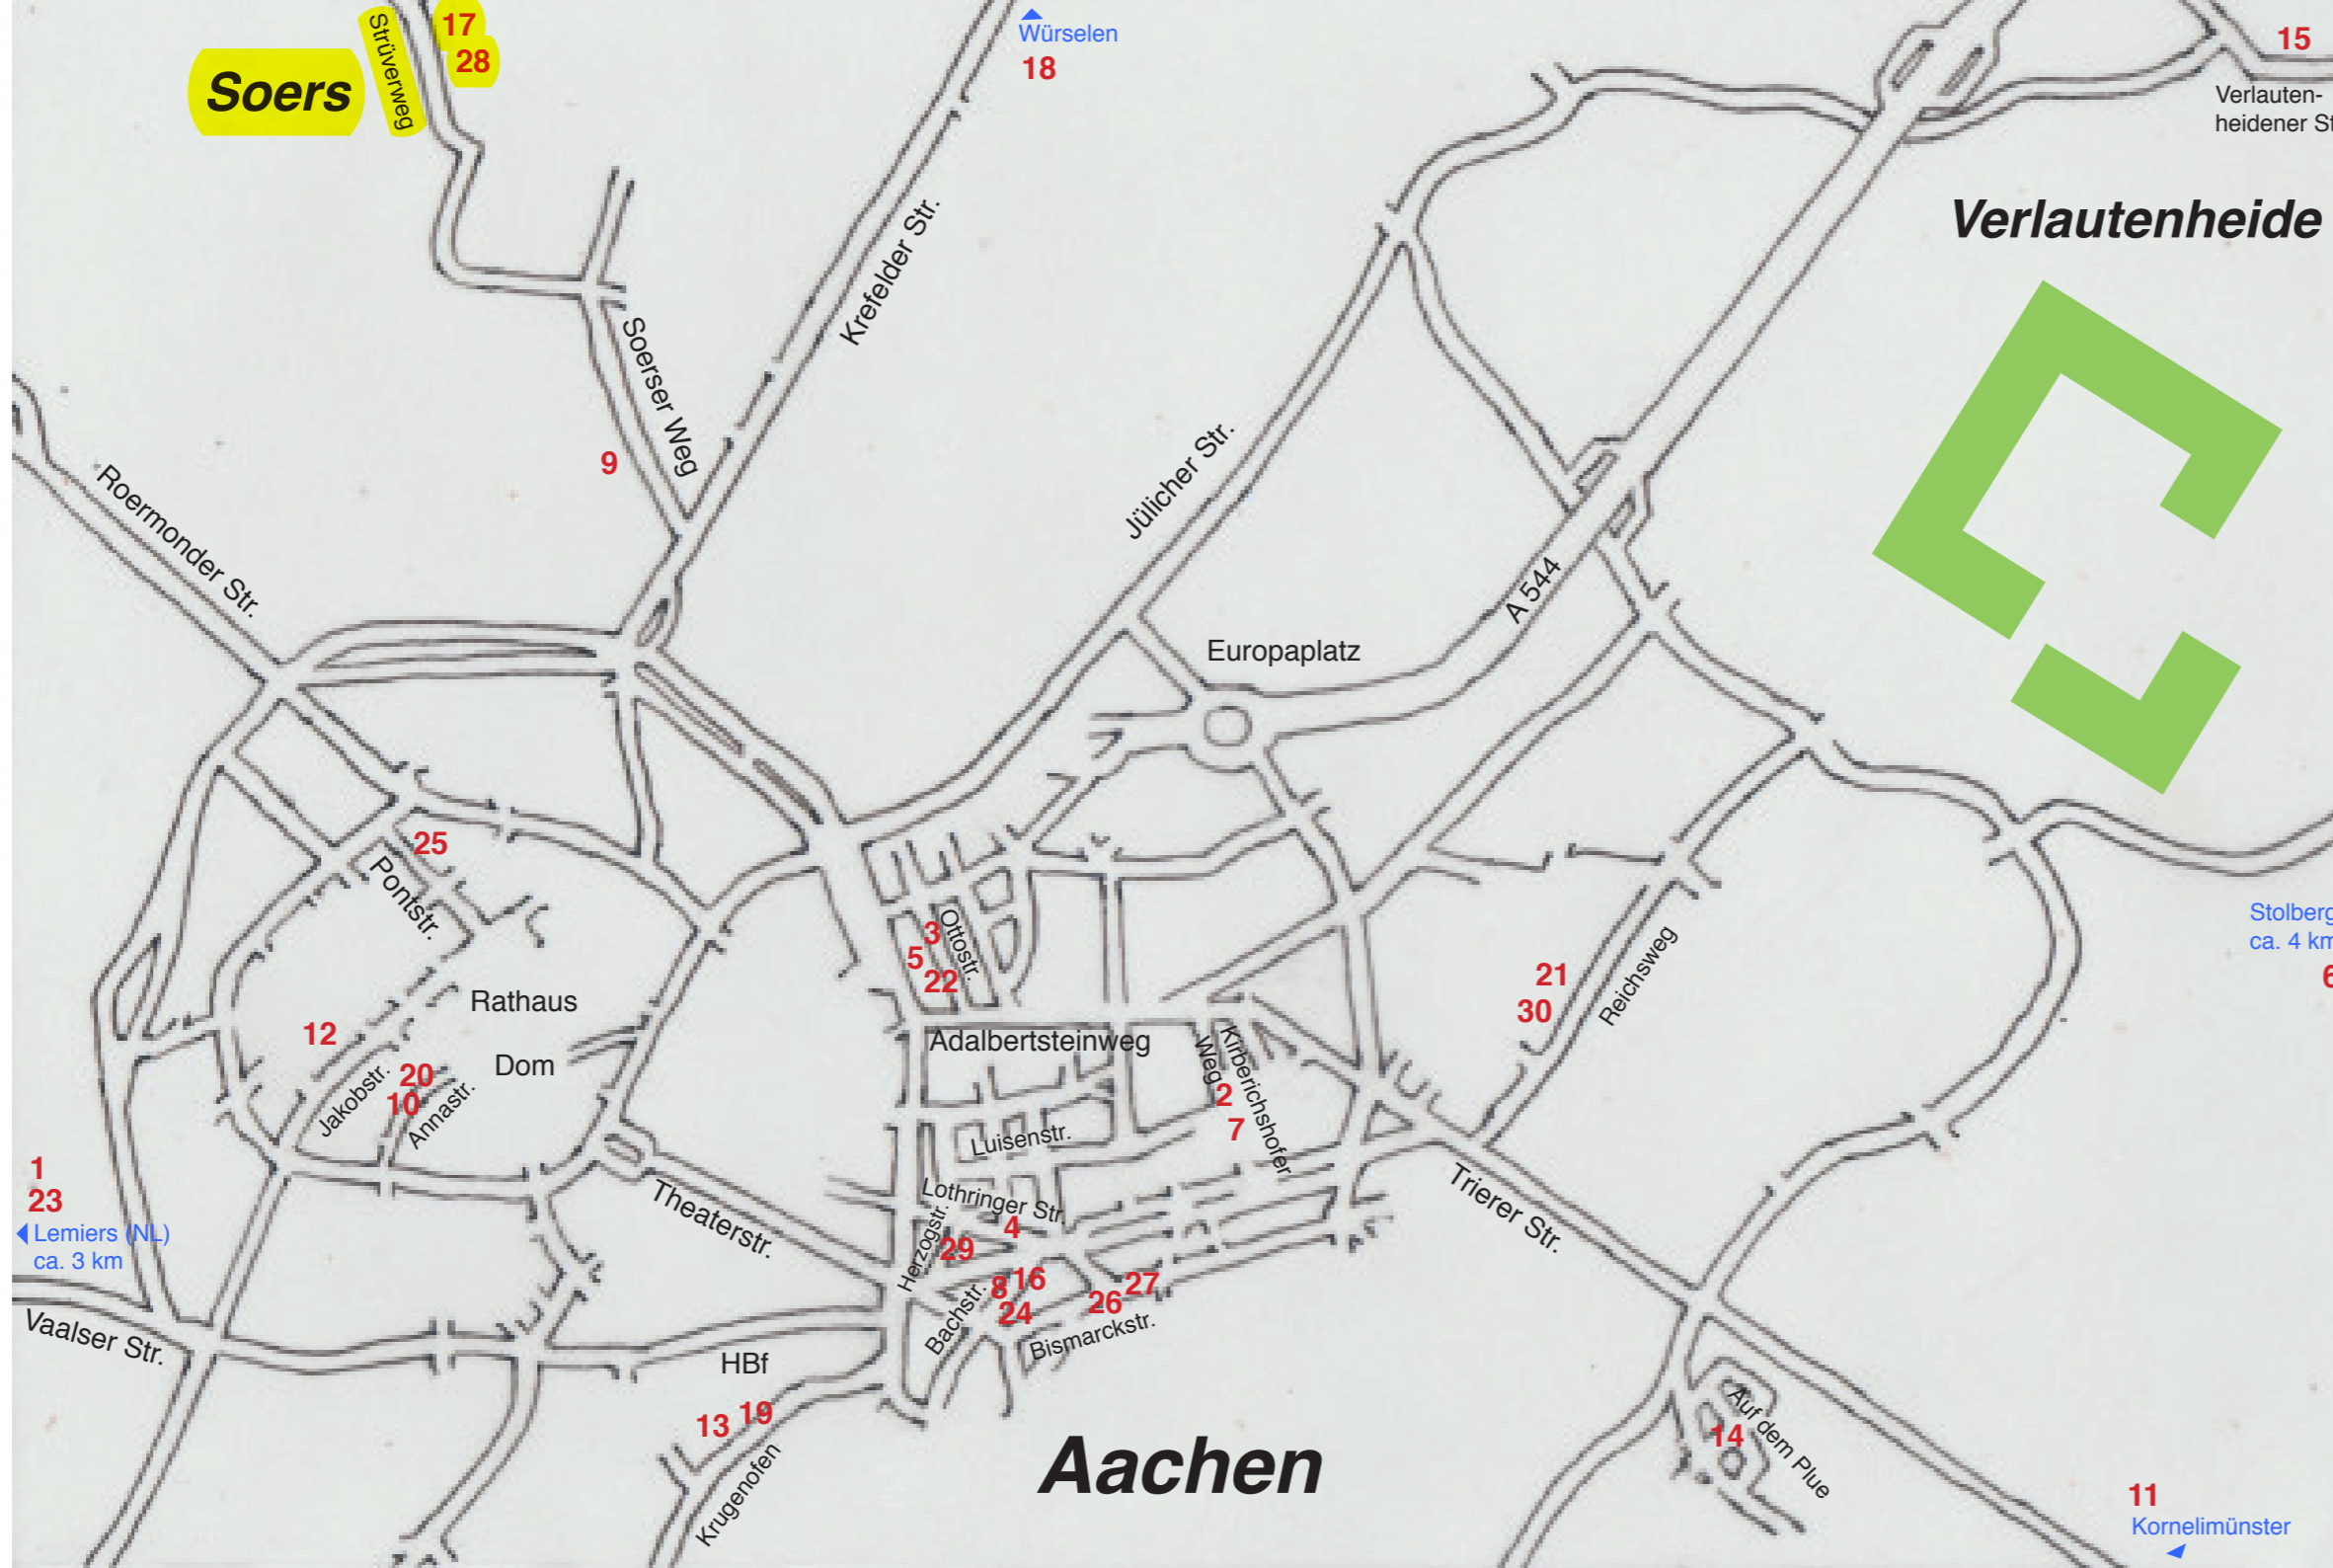 17
28
Strüverweg
Soers
Würselen
18
15
Verlauten-
heidener St
Verlautenheide
Krefelder Str.
Soerser Weg
9
Jülicher Str.
Roermonder Str.
A 544
Europaplatz
25
Pontstr.
3
Ottostr.
5
22
Stolberg
ca. 4 km
6
21
30
Reichsweg
Rathaus
12
Adalbertsteinweg
Dom
Jakobstr.
20
10
Annastr.
Kirberichshofer
Weg
2
7
Luisenstr.
1
23
Lemiers (NL)
ca. 3 km
Theaterstr.
Lothringer Str.
4
Herzogstr.
29
Trierer Str.
8
16
24
27
26
Bachstr.
Bismarckstr.
Vaalser Str.
HBf
13
19
Krugenofen
Auf dem Plue
14
Aachen
11
Kornelimünster